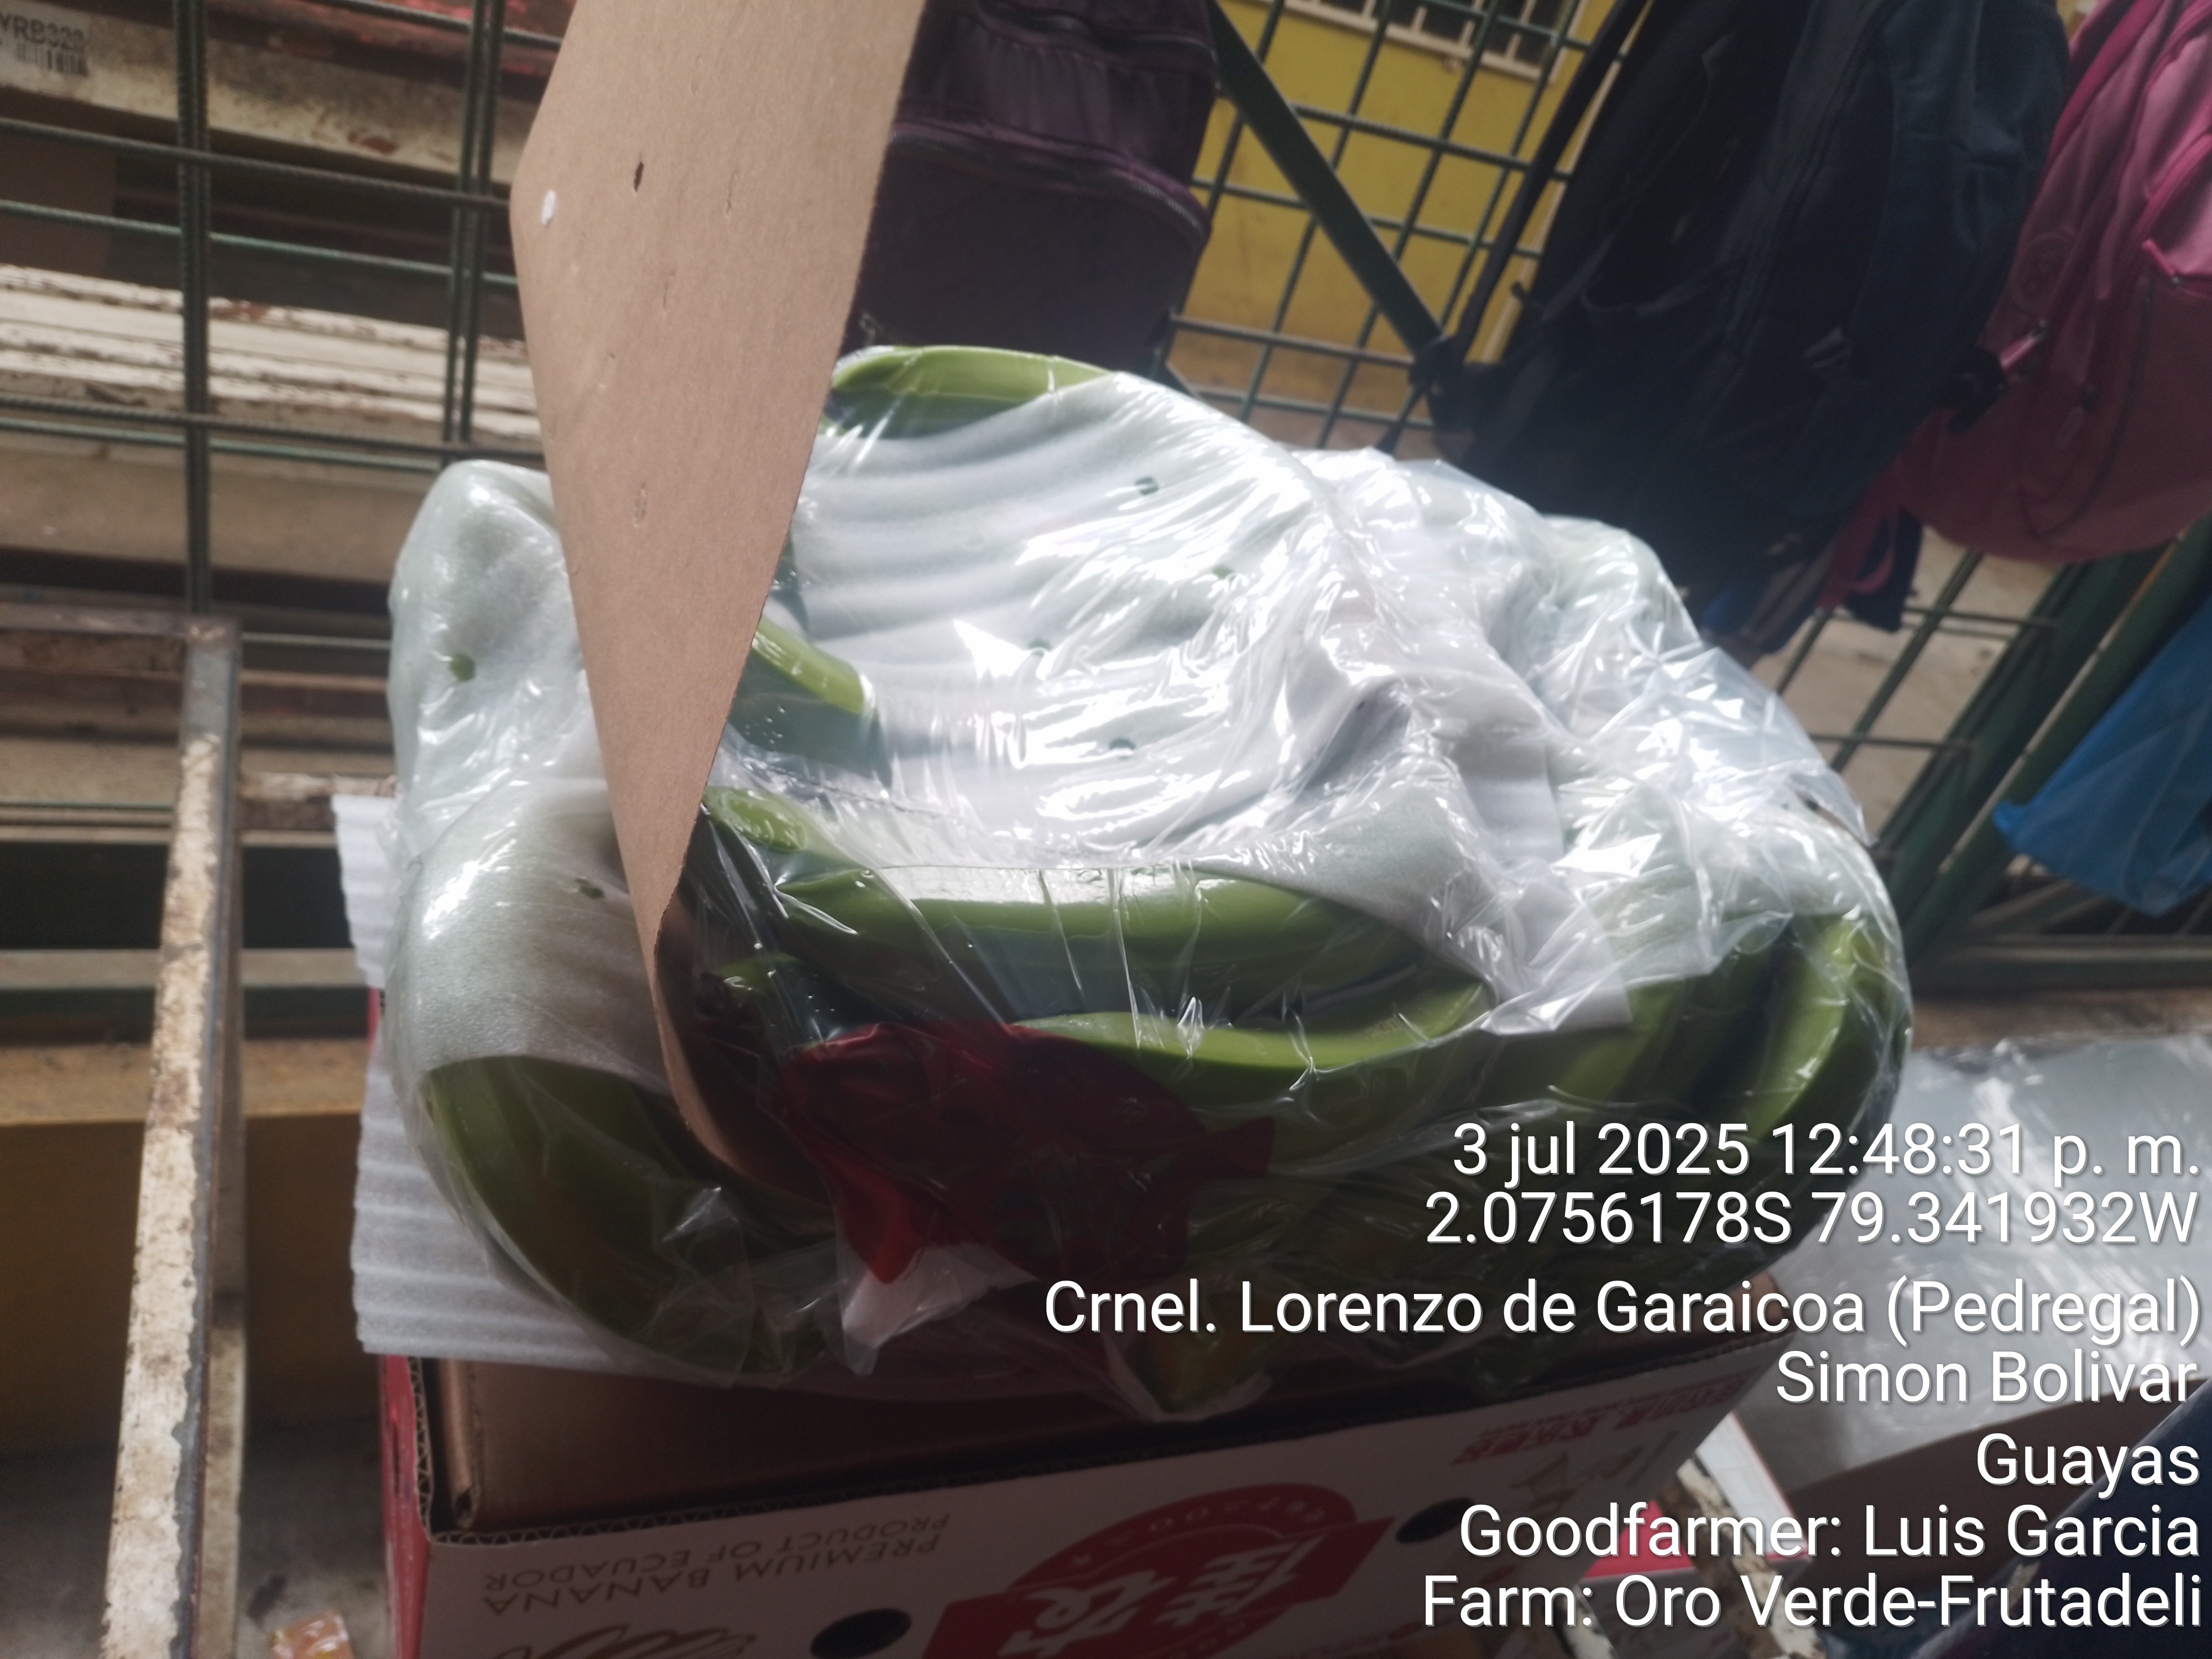 YRB328
3 jul 2025 12:48:31 p. m.
2.0756178S 79.341932W
Crnel. Lorenzo de Garaicoa (Pedregal)
Simon Bolivar
Guayas
Goodfarmer: Luis Garcia
Farm: Oro Verde-Frutadeli
PREMIUM BANANA
PRODUCT OF ECUADOR